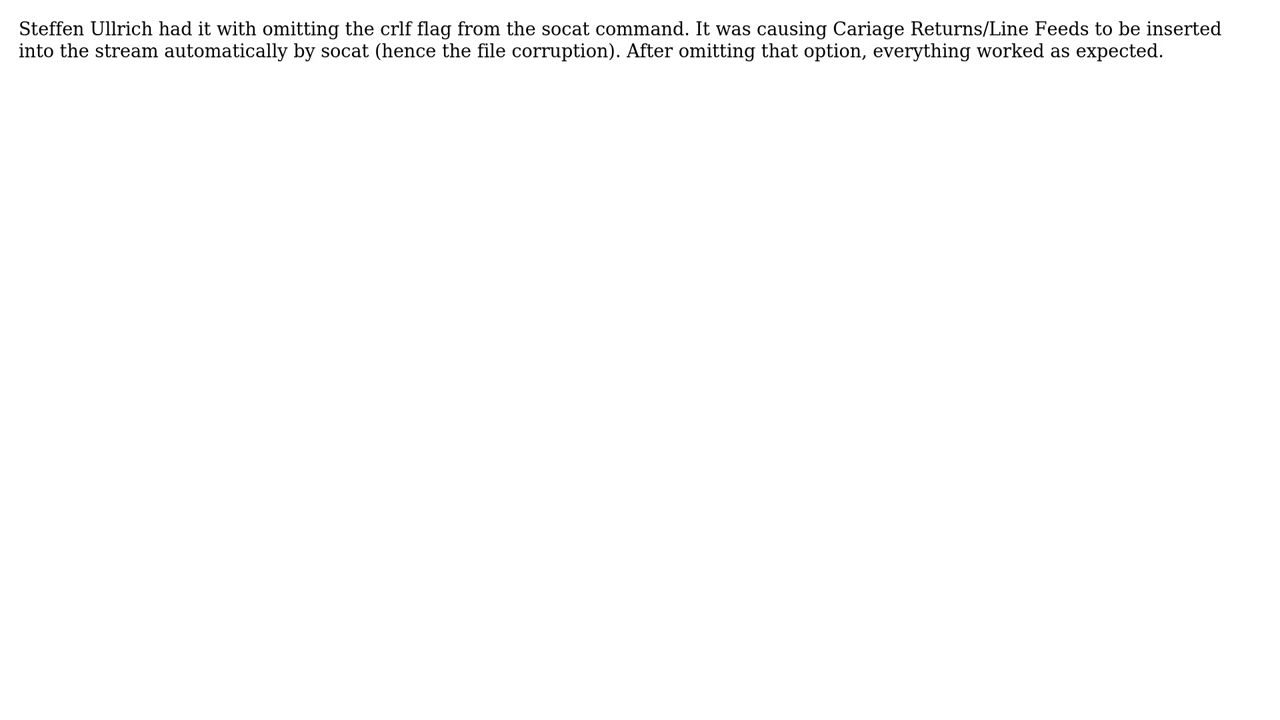 Steffen Ullrich had it with omitting the crlf flag from the socat command. It was causing Cariage Returns/Line Feeds to be inserted
into the stream automatically by socat (hence the file corruption). After omitting that option, everything worked as expected.